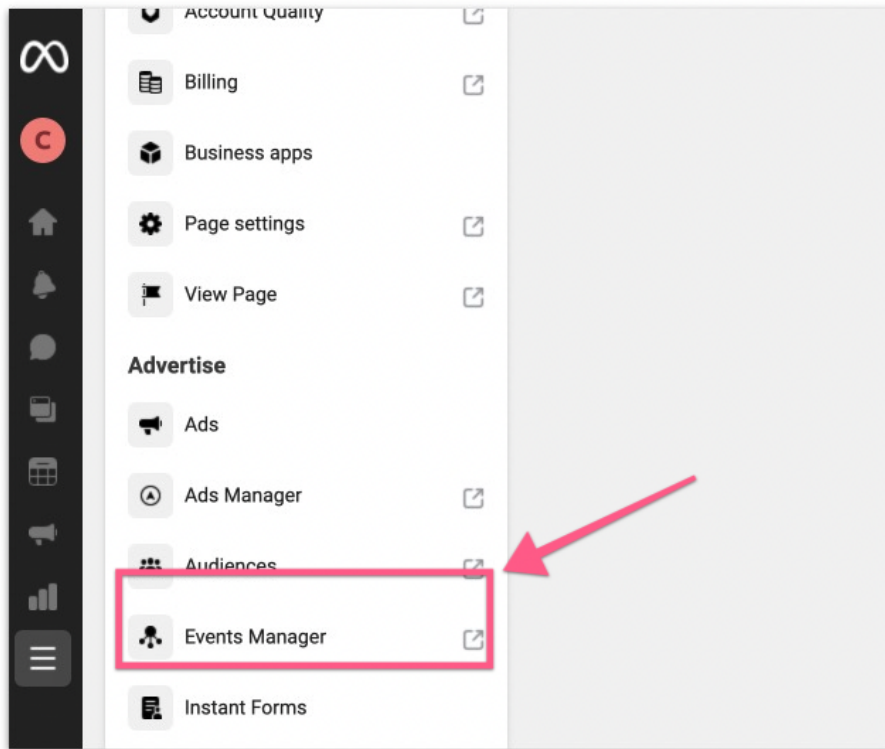 Account Quality
C
Billing
Business apps
Page settings
View Page
Advertise
Ads
Ads Manager
Audiences
Events Manager
Instant Forms